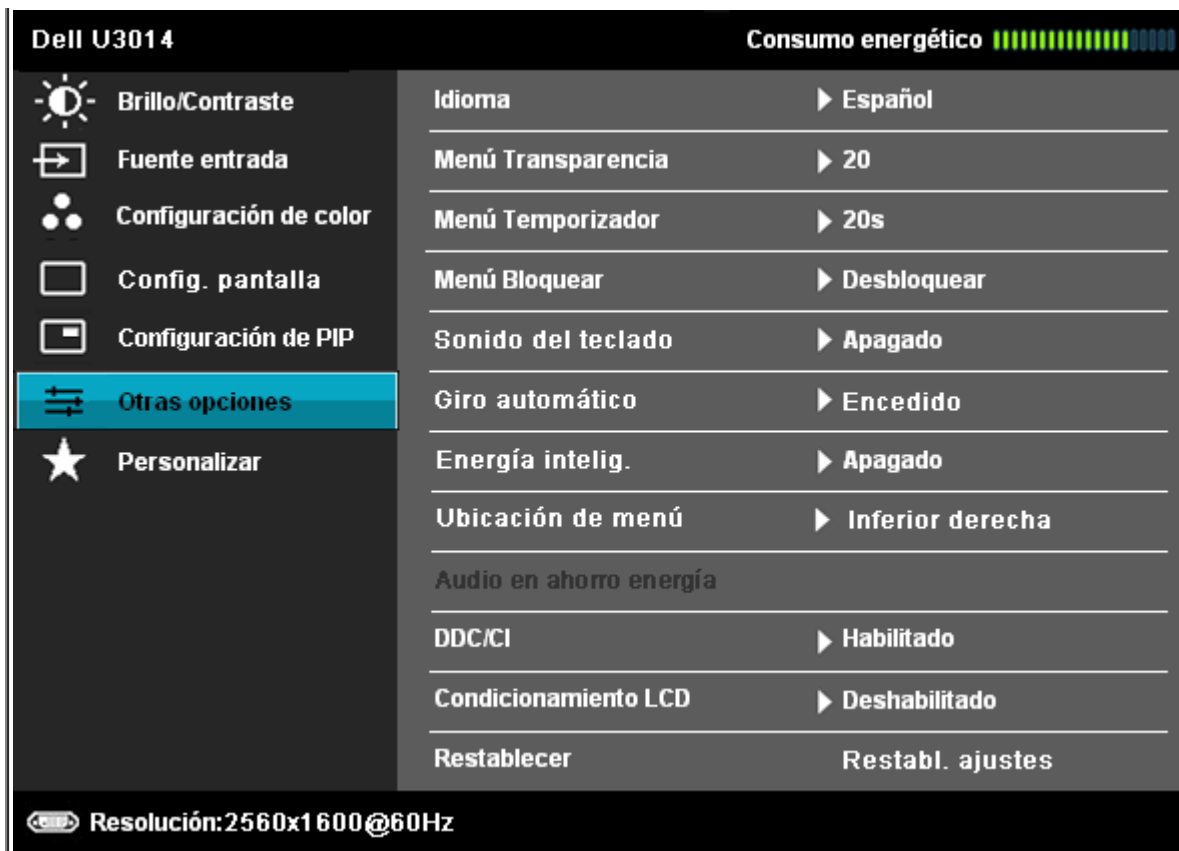 Dell U3014 Consumo energético
Brillo/Contraste
Fuente entrada
Configuración de color
Config. pantalla
Configuración de PIP
Otras opciones
Personalizar
Idioma Español
Menú Transparencia 20
Menú Temporizador 20s
Menú Bloquear Desbloquear
Sonido del teclado Apagado
Giro automático Encedido
Energía intelig. Apagado
Ubicación de menú Inferior derecha
Audio en ahorro energía
DDC/CI Habilitado
Condicionamiento LCD Deshabilitado
Restablecer Restabl. ajustes
Resolución:2560x1600@60Hz